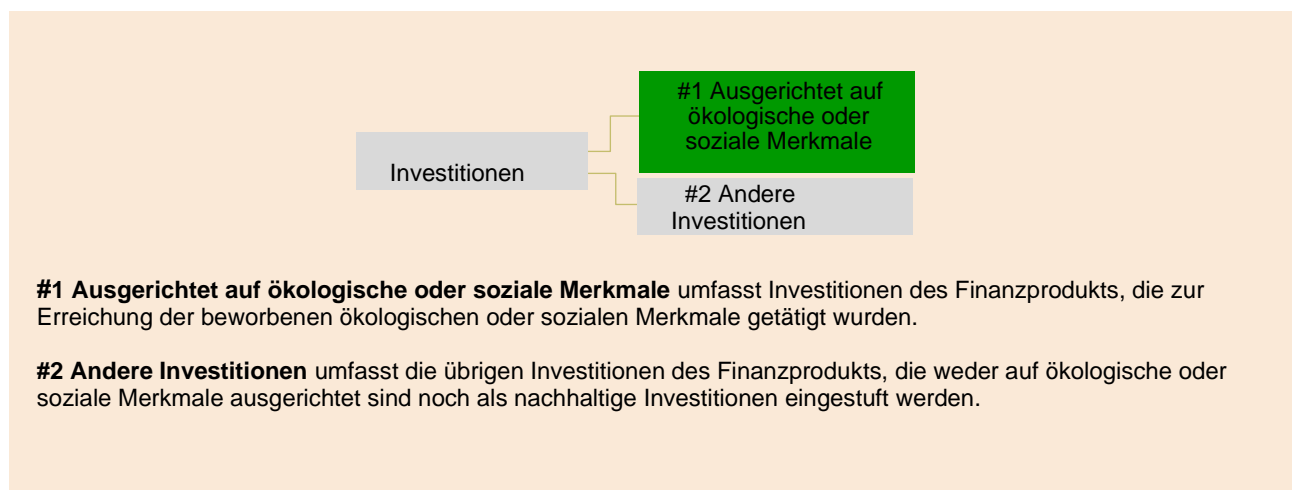 #1 Ausgerichtet auf
ökologische oder
soziale Merkmale
Investitionen
#2 Andere
Investitionen
#1 Ausgerichtet auf ökologische oder soziale Merkmale umfasst Investitionen des Finanzprodukts, die zur
Erreichung der beworbenen ökologischen oder sozialen Merkmale getätigt wurden.
#2 Andere Investitionen umfasst die übrigen Investitionen des Finanzprodukts, die weder auf ökologische oder
soziale Merkmale ausgerichtet sind noch als nachhaltige Investitionen eingestuft werden.